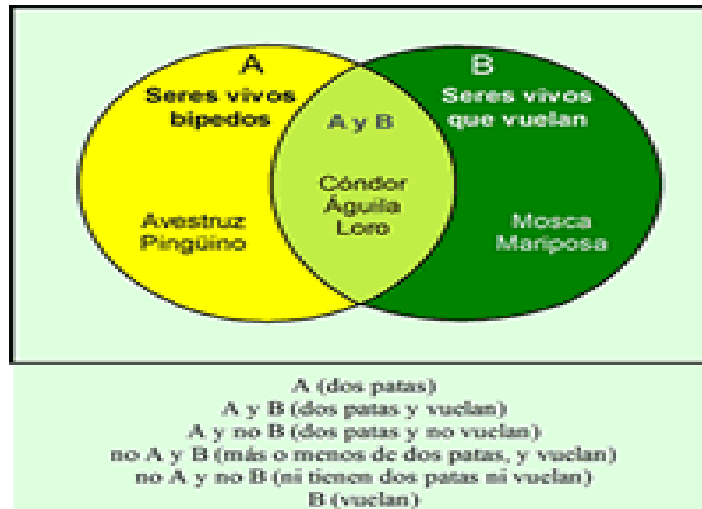 A
Seres vivos
bipedos
B
Seres vivos
que vuelan
A y B
Cóndor
Águila
Loro
Avestruz
Pingüino
Mosca
Mariposa
A (dos patas)
A y B (dos patas y vuelan)
A y no B (dos patas y no vuelan)
no A y B (más o menos de dos patas, y vuelan)
no A y no B (ni tienen dos patas ni vuelan)
B (vuelan)